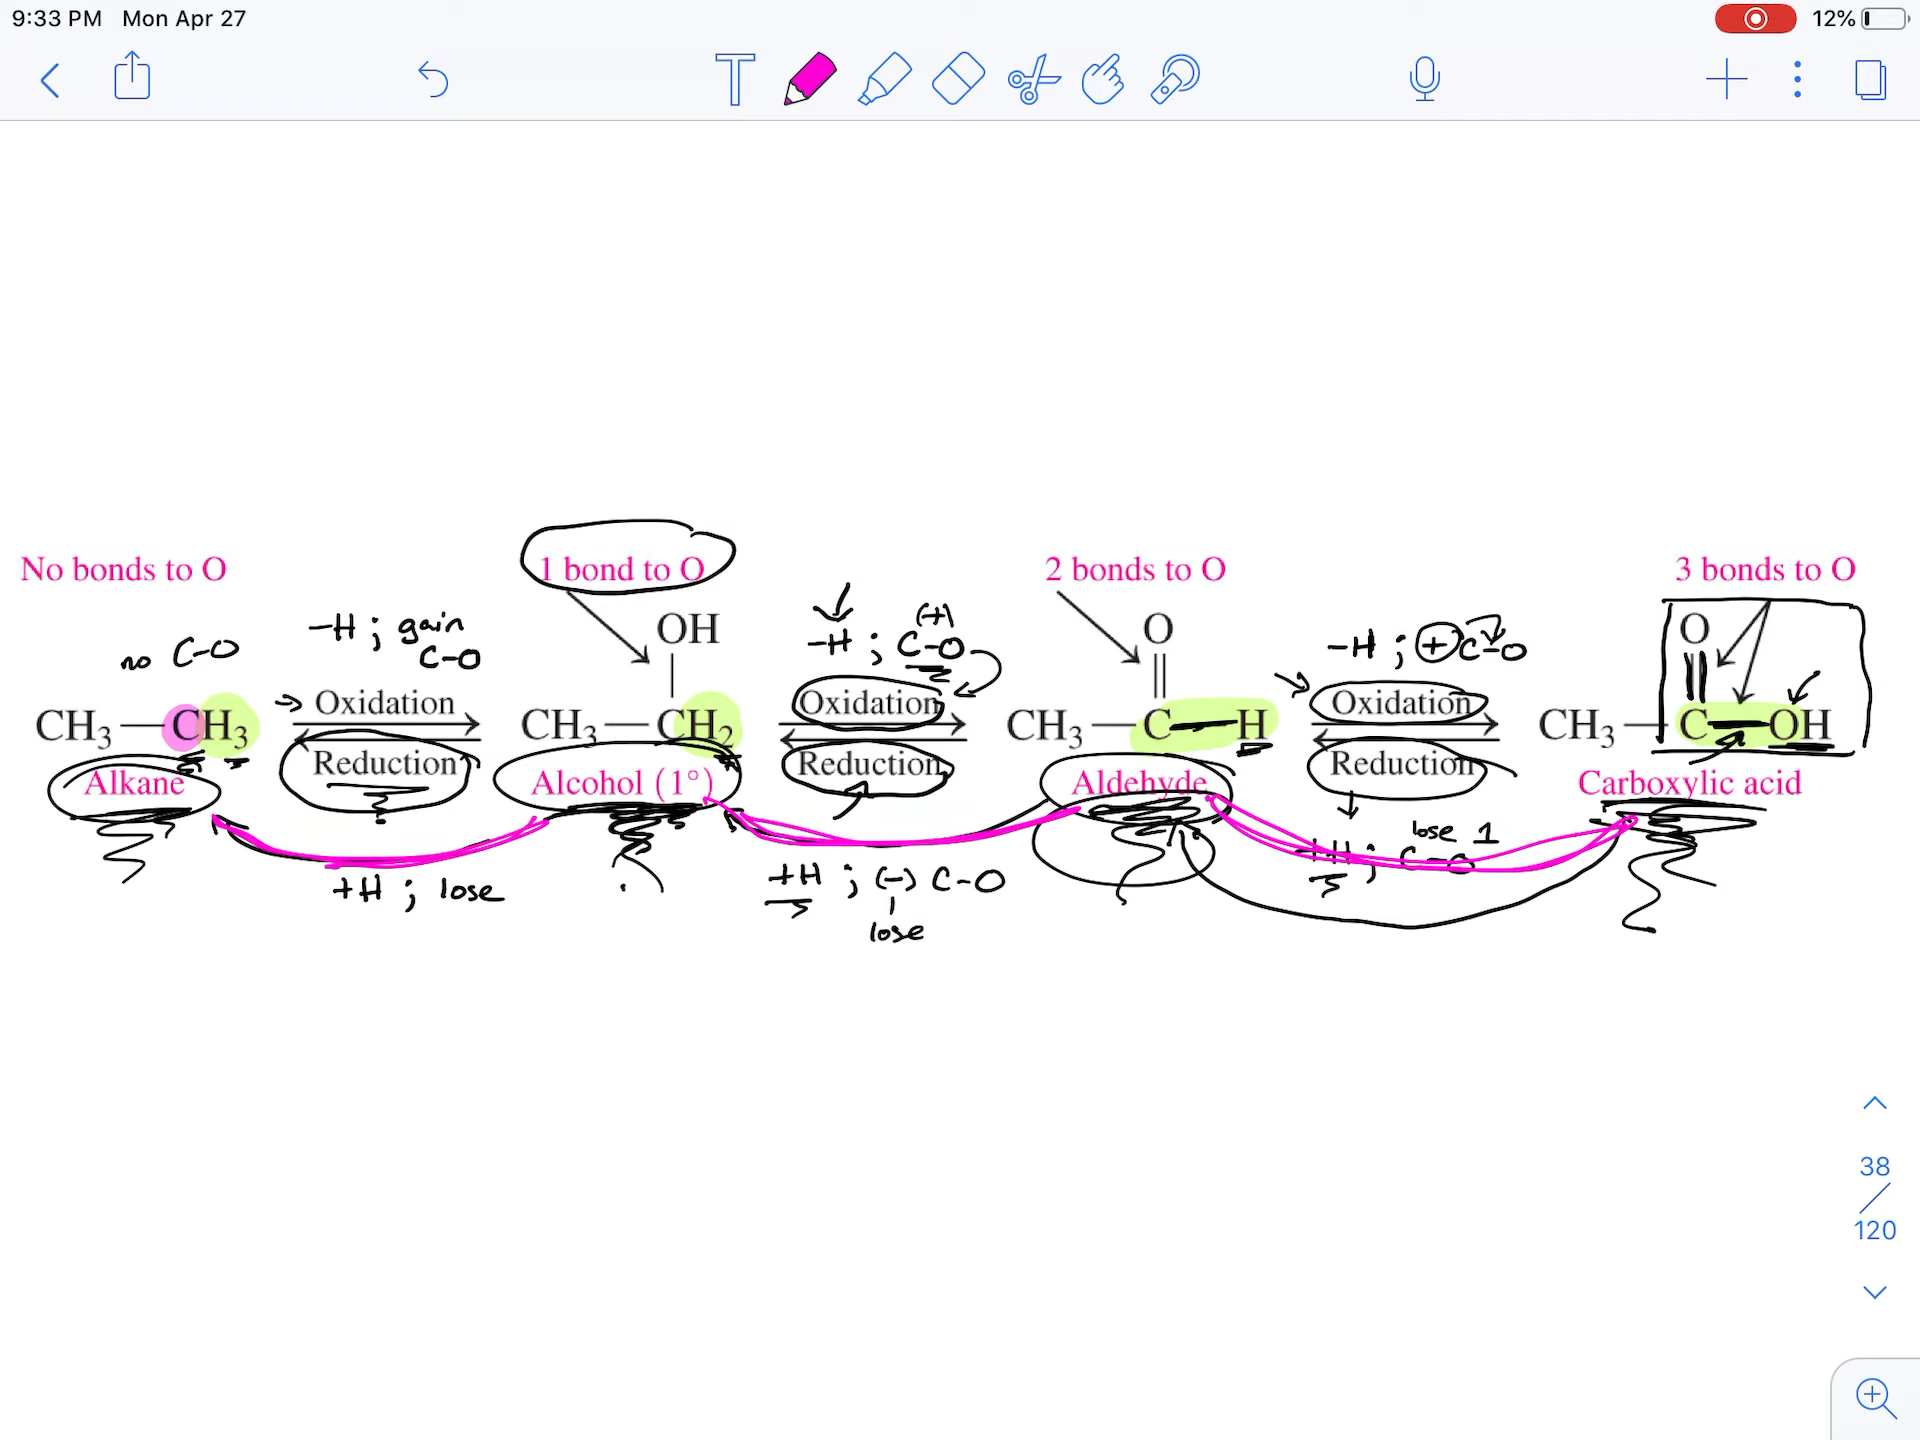 9:33 PM Mon Apr 27
12%
No bonds to O
1 bond to O
2 bonds to O
3 bonds to O
no C-O
-H ; gain
C-O
OH
-H ; C-O
(+)
O
-H ; + C-O
O
CH₃—CH₃
Oxidation
Reduction
CH₃—CH₂
Oxidation
Reduction
CH₃—C—H
Oxidation
Reduction
CH₃—C—OH
Alkane
Alcohol (1°)
Aldehyde
Carboxylic acid
+H ; lose
+H ; (-) C-O
lose
lose 1
+H ; C-O
38
120